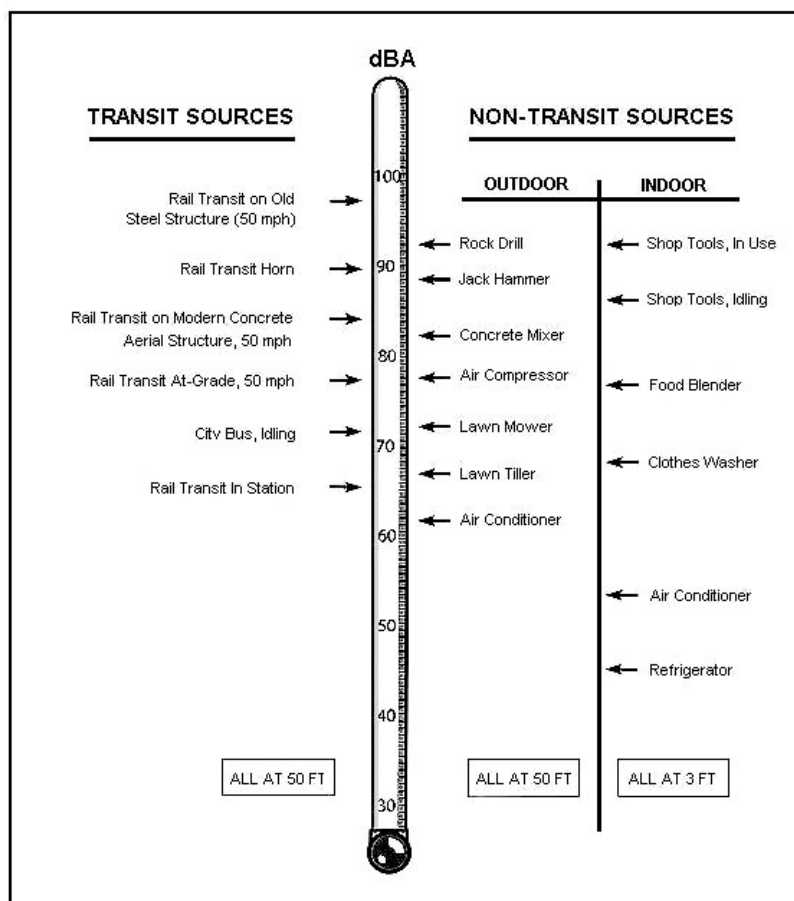 dBA
TRANSIT SOURCES
Rail Transit on Old
Steel Structure (50 mph)
Rail Transit Horn
Rail Transit on Modern Concrete
Aerial Structure, 50 mph
Rail Transit At-Grade, 50 mph
City Bus, Idling
Rail Transit In Station
ALL AT 50 FT
100
90
80
70
60
50
40
30
NON-TRANSIT SOURCES
OUTDOOR
Rock Drill
Jack Hammer
Concrete Mixer
Air Compressor
Lawn Mower
Lawn Tiller
Air Conditioner
ALL AT 50 FT
INDOOR
Shop Tools, In Use
Shop Tools, Idling
Food Blender
Clothes Washer
Air Conditioner
Refrigerator
ALL AT 3 FT